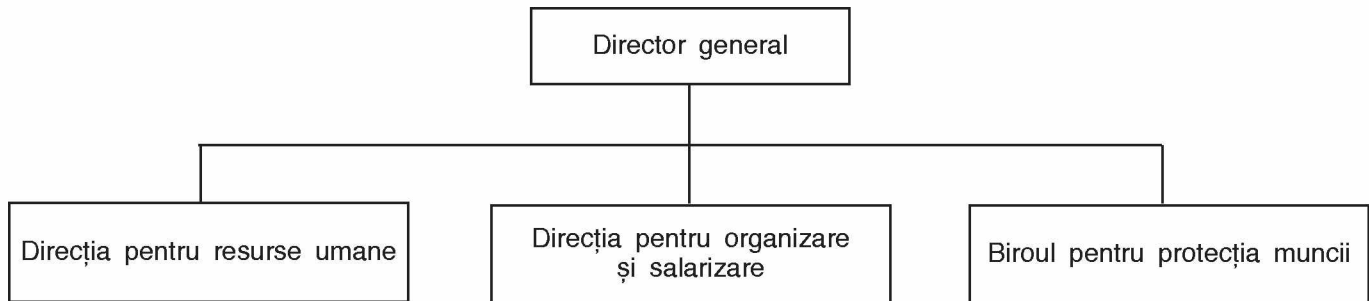 Director general
Direcția pentru resurse umane
Direcția pentru organizare
și salarizare
Biroul pentru protecția muncii